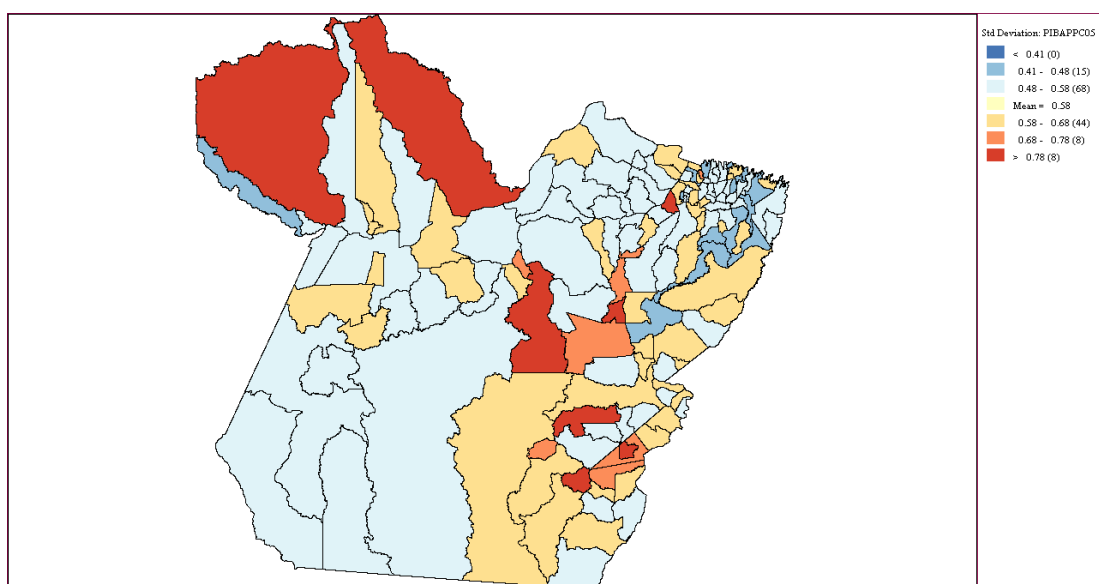 Std Deviation: PIBAPPC05
< 0.41 (0)
0.41 - 0.48 (15)
0.48 - 0.58 (68)
Mean = 0.58
0.58 - 0.68 (44)
0.68 - 0.78 (8)
> 0.78 (8)